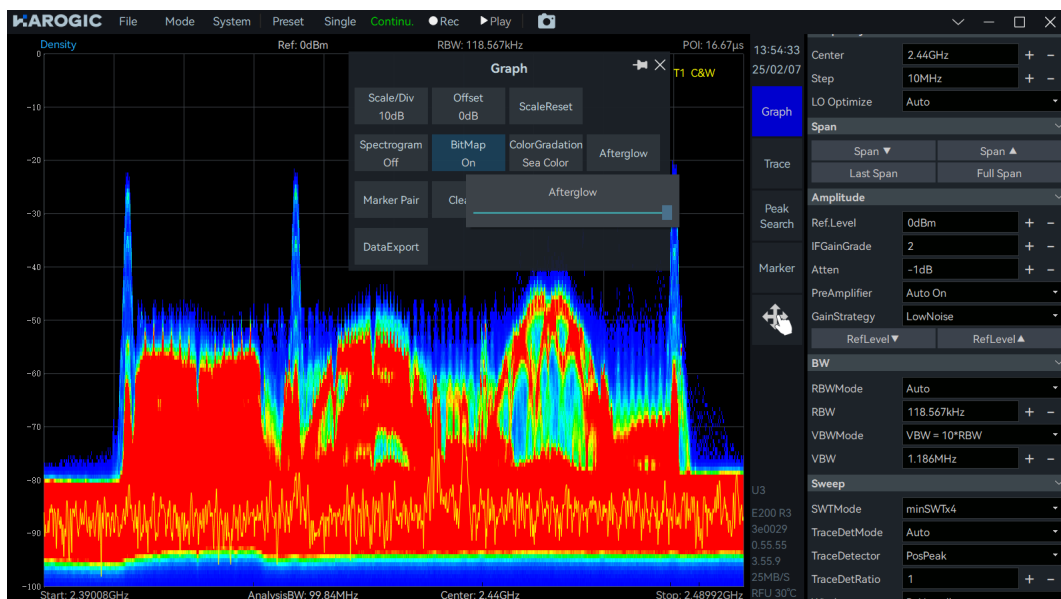 HAROGIC File Mode System Preset Single Continu. Rec Play
Density Ref: 0dBm RBW: 118.567kHz POI: 16.67µs
T1 C&W
0
-10
-20
-30
-40
-50
-60
-70
-80
-90
-100
Start: 2.39008GHz AnalysisBW: 99.84MHz Center: 2.44GHz Stop: 2.48992GHz
Graph
Scale/Div
10dB
Offset
0dB
ScaleReset
Spectrogram
Off
BitMap
On
ColorGradation
Sea Color
Afterglow
Marker Pair
Clea
Afterglow
DataExport
13:54:33
25/02/07
Graph
Trace
Peak
Search
Marker
U3
E200 R3
3e0029
0.55.55
3.55.9
25MB/S
RFU 30°C
Center 2.44GHz + -
Step 10MHz + -
LO Optimize Auto
Span
Span ▼ Span ▲
Last Span Full Span
Amplitude
Ref.Level 0dBm + -
IFGainGrade 2 + -
Atten -1dB + -
PreAmplifier Auto On
GainStrategy LowNoise
RefLevel▼ RefLevel▲
BW
RBWMode Auto
RBW 118.567kHz + -
VBWMode VBW = 10*RBW
VBW 1.186MHz + -
Sweep
SWTMode minSWTx4
TraceDetMode Auto
TraceDetector PosPeak
TraceDetRatio 1 + -